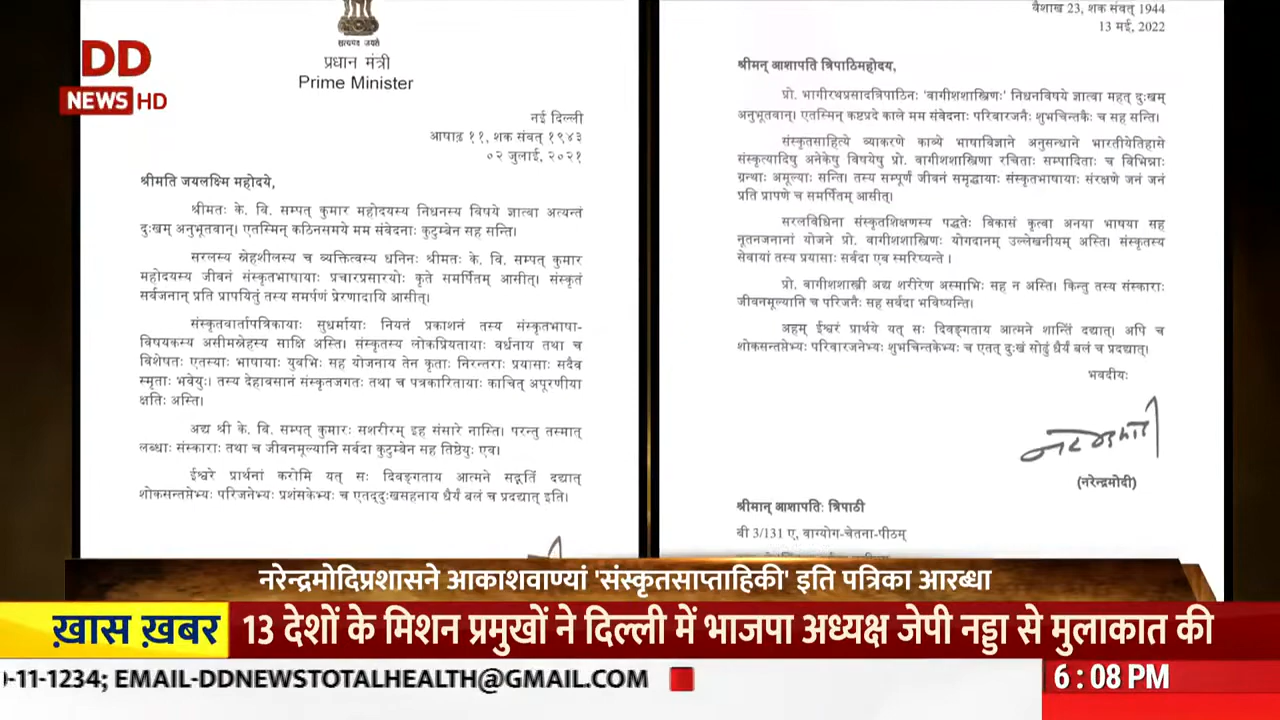 DD
NEWS HD
सत्यमेव जयते
प्रधान मंत्री
Prime Minister
नई दिल्ली
आषाढ़ ११, शक संवत् १९४३
०२ जुलाई, २०२१
श्रीमति जयलक्ष्मि महोदये,
श्रीमतः के. वि. सम्पत् कुमार महोदयस्य निधनस्य विषये ज्ञात्वा अत्यन्तं
दुःखम् अनुभूतवान्। एतस्मिन् कठिनसमये मम संवेदनाः कुटुम्बेन सह सन्ति।
सरलस्य स्नेहशीलस्य च व्यक्तित्वस्य धनिनः श्रीमतः के. वि. सम्पत् कुमार
महोदयस्य जीवनं संस्कृतभाषायाः प्रचारप्रसारयोः कृते समर्पितम् आसीत्। संस्कृतं
सर्वजनान् प्रति प्रापयितुं तस्य समर्पणं प्रेरणादायि आसीत्।
संस्कृतवार्तापत्रिकायाः सुधर्मायाः नियतं प्रकाशनं तस्य संस्कृतभाषा-
विषयकस्य असीमस्नेहस्य साक्षि अस्ति। संस्कृतस्य लोकप्रियतायाः वर्धनाय तथा च
विशेषतः एतस्याः भाषायाः युवभिः सह योजनाय तेन कृताः निरन्तराः प्रयासाः सदैव
स्मृताः भवेयुः। तस्य देहावसानं संस्कृतजगतः तथा च पत्रकारितायाः काचित् अपूरणीया
क्षतिः अस्ति।
अद्य श्री के. वि. सम्पत् कुमारः सशरीरम् इह संसारे नास्ति। परन्तु तस्मात्
लब्धाः संस्काराः तथा च जीवनमूल्यानि सर्वदा कुटुम्बेन सह तिष्ठेयुः एव।
ईश्वरे प्रार्थनां करोमि यत् सः दिवङ्गताय आत्मने सद्गतिं दद्यात्
शोकसन्तप्तेभ्यः परिजनेभ्यः प्रशंसकेभ्यः च एतद्दुःखसहनाय धैर्यं बलं च प्रदद्यात् इति।
वैशाख 23, शक संवत् 1944
13 मई, 2022
श्रीमन् आशापति त्रिपाठिमहोदय,
प्रो. भागीरथप्रसादत्रिपाठिनः 'वागीशशास्त्रिणः' निधनविषये ज्ञात्वा महत् दुःखम्
अनुभूतवान्। एतस्मिन् कष्टप्रदे काले मम संवेदनाः परिवारजनैः शुभचिन्तकैः च सह सन्ति।
संस्कृतसाहित्ये व्याकरणे काव्ये भाषाविज्ञाने अनुसन्धाने भारतीयेतिहासे
संस्कृत्यादिषु अनेकेषु विषयेषु प्रो. वागीशशास्त्रिणा रचिताः सम्पादिताः च विभिन्नाः
ग्रन्थाः अमूल्याः सन्ति। तस्य सम्पूर्णं जीवनं समृद्धायाः संस्कृतभाषायाः संरक्षणे जनं जनं
प्रति प्रापणे च समर्पितम् आसीत्।
सरलविधिना संस्कृतशिक्षणस्य पद्धतेः विकासं कृत्वा अनया भाषया सह
नूतनजनानां योजने प्रो. वागीशशास्त्रिणः योगदानम् उल्लेखनीयम् अस्ति। संस्कृतस्य
सेवायां तस्य प्रयासाः सर्वदा एव स्मरिष्यन्ते।
प्रो. वागीशशास्त्री अद्य शरीरेण अस्माभिः सह न अस्ति। किन्तु तस्य संस्काराः
जीवनमूल्यानि च परिजनैः सह सर्वदा भविष्यन्ति।
अहम् ईश्वरं प्रार्थये यत् सः दिवङ्गताय आत्मने शान्तिं दद्यात्। अपि च
शोकसन्तप्तेभ्यः परिवारजनेभ्यः शुभचिन्तकेभ्यः च एतत् दुःखं सोढुं धैर्यं बलं च प्रदद्यात्।
भवदीयः
(नरेन्द्रमोदी)
श्रीमान् आशापतिः त्रिपाठी
बी 3/131 ए, वाग्योग-चेतना-पीठम्
नरेन्द्रमोदिप्रशासने आकाशवाण्यां 'संस्कृतसाप्ताहिकी' इति पत्रिका आरब्धा
ख़ास ख़बर
13 देशों के मिशन प्रमुखों ने दिल्ली में भाजपा अध्यक्ष जेपी नड्डा से मुलाकात की
-11-1234; EMAIL-DDNEWSTOTALHEALTH@GMAIL.COM
6 : 08 PM